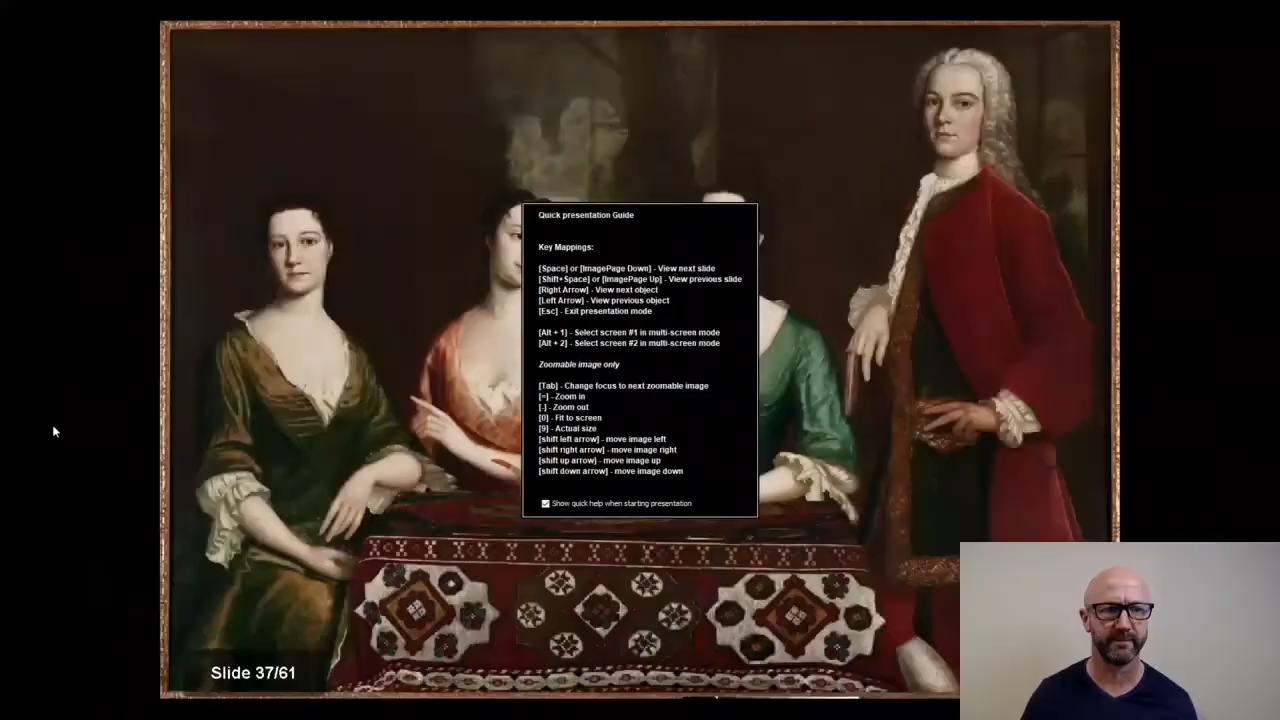 Quick presentation Guide
Key Mappings:
[Space] or [ImagePage Down] - View next slide
[Shift+Space] or [ImagePage Up] - View previous slide
[Right Arrow] - View next object
[Left Arrow] - View previous object
[Esc] - Exit presentation mode
[Alt + 1] - Select screen #1 in multi-screen mode
[Alt + 2] - Select screen #2 in multi-screen mode
Zoomable image only
[Tab] - Change focus to next zoomable image
[=] - Zoom in
[-] - Zoom out
[0] - Fit to screen
[9] - Actual size
[shift left arrow] - move image left
[shift right arrow] - move image right
[shift up arrow] - move image up
[shift down arrow] - move image down
Show quick help when starting presentation
Slide 37/61